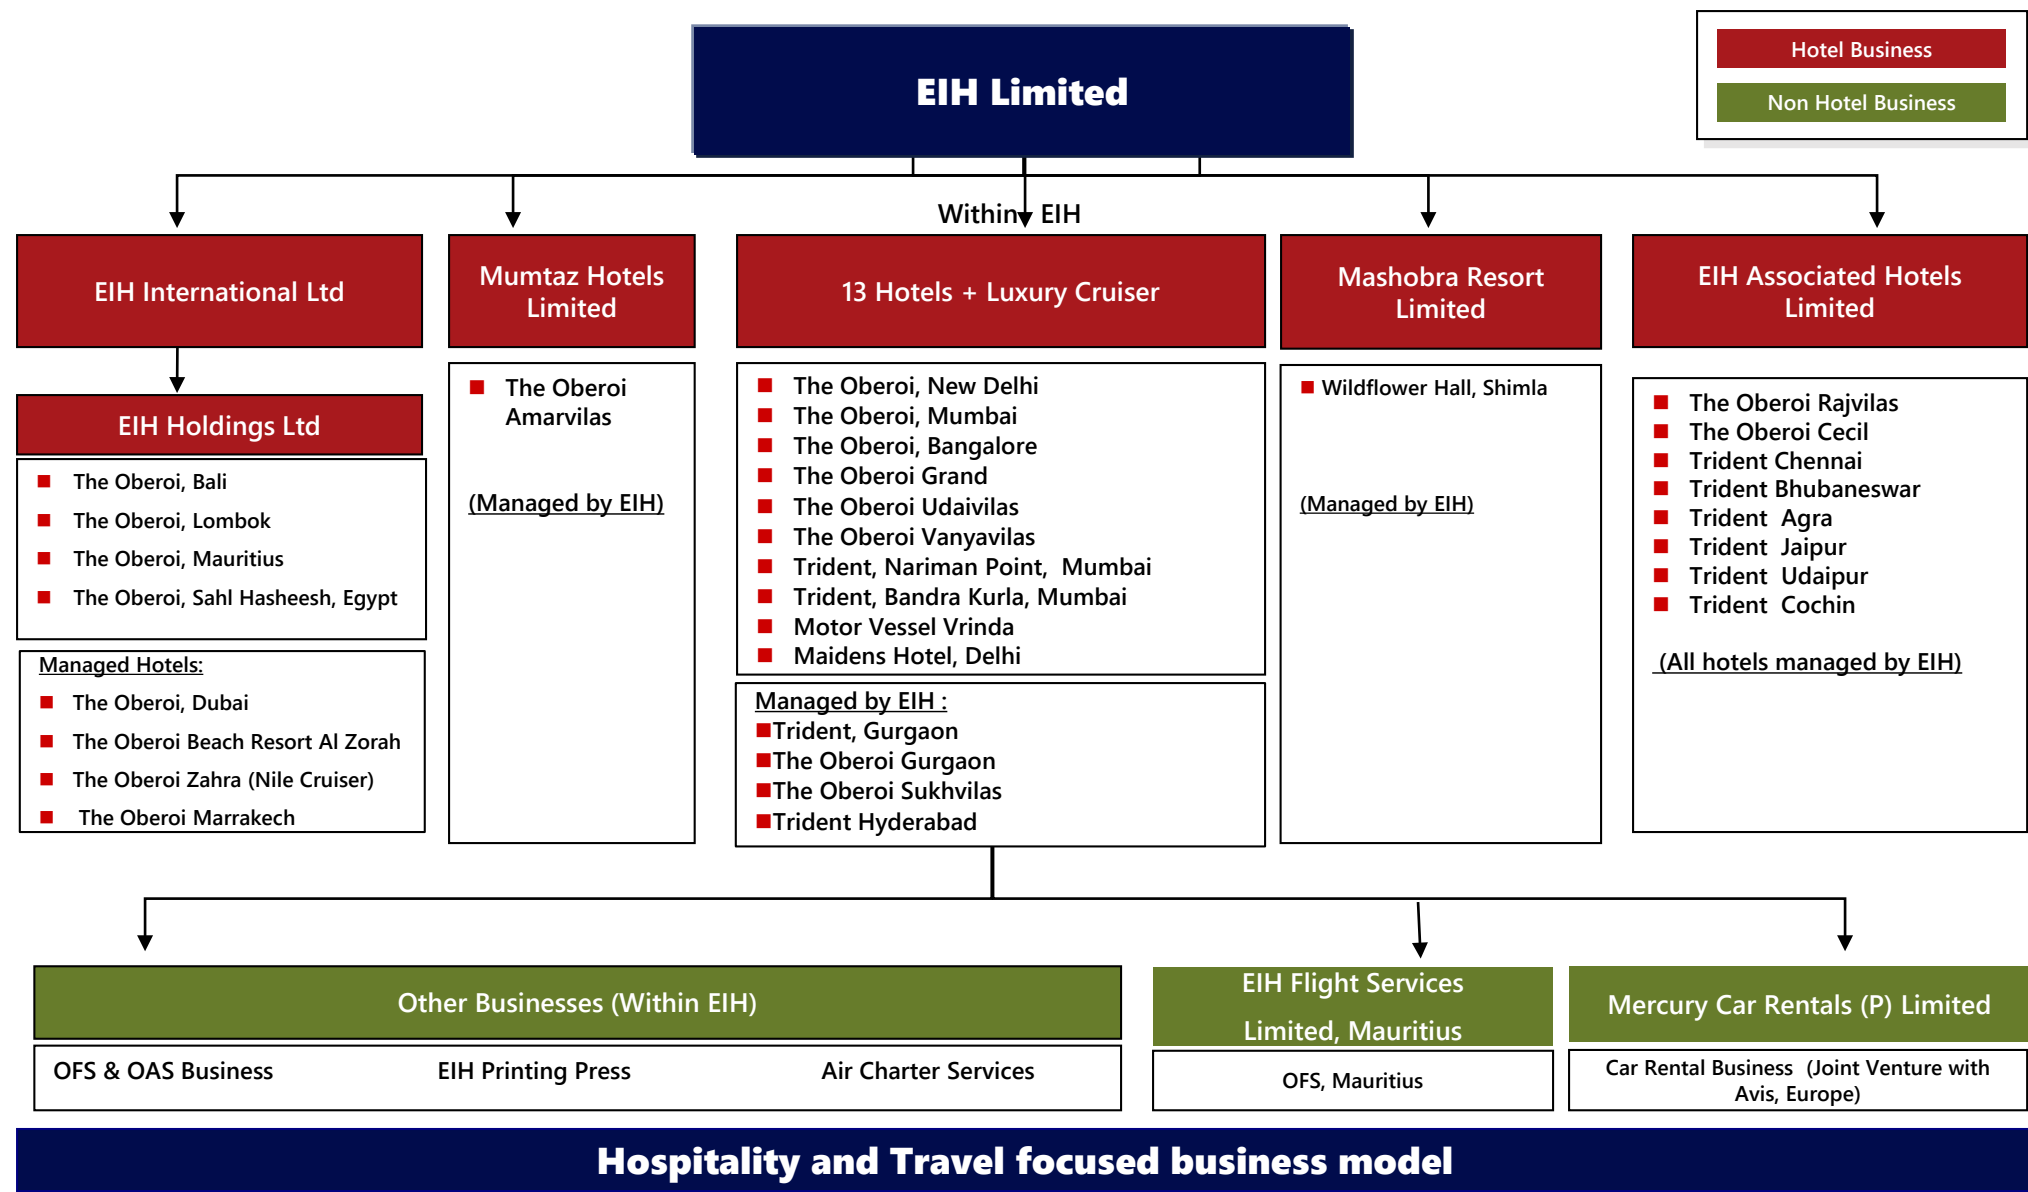 EIH Limited
Hotel Business
Non Hotel Business
Within EIH
EIH International Ltd
EIH Holdings Ltd
The Oberoi, Bali
The Oberoi, Lombok
The Oberoi, Mauritius
The Oberoi, Sahl Hasheesh, Egypt
Managed Hotels:
The Oberoi, Dubai
The Oberoi Beach Resort Al Zorah
The Oberoi Zahra (Nile Cruiser)
The Oberoi Marrakech
Mumtaz Hotels
Limited
The Oberoi
Amarvilas
(Managed by EIH)
13 Hotels + Luxury Cruiser
The Oberoi, New Delhi
The Oberoi, Mumbai
The Oberoi, Bangalore
The Oberoi Grand
The Oberoi Udaivilas
The Oberoi Vanyavilas
Trident, Nariman Point, Mumbai
Trident, Bandra Kurla, Mumbai
Motor Vessel Vrinda
Maidens Hotel, Delhi
Managed by EIH :
Trident, Gurgaon
The Oberoi Gurgaon
The Oberoi Sukhvilas
Trident Hyderabad
Mashobra Resort
Limited
Wildflower Hall, Shimla
(Managed by EIH)
EIH Associated Hotels
Limited
The Oberoi Rajvilas
The Oberoi Cecil
Trident Chennai
Trident Bhubaneswar
Trident Agra
Trident Jaipur
Trident Udaipur
Trident Cochin
(All hotels managed by EIH)
Other Businesses (Within EIH)
OFS & OAS Business
EIH Printing Press
Air Charter Services
EIH Flight Services
Limited, Mauritius
OFS, Mauritius
Mercury Car Rentals (P) Limited
Car Rental Business (Joint Venture with
Avis, Europe)
Hospitality and Travel focused business model